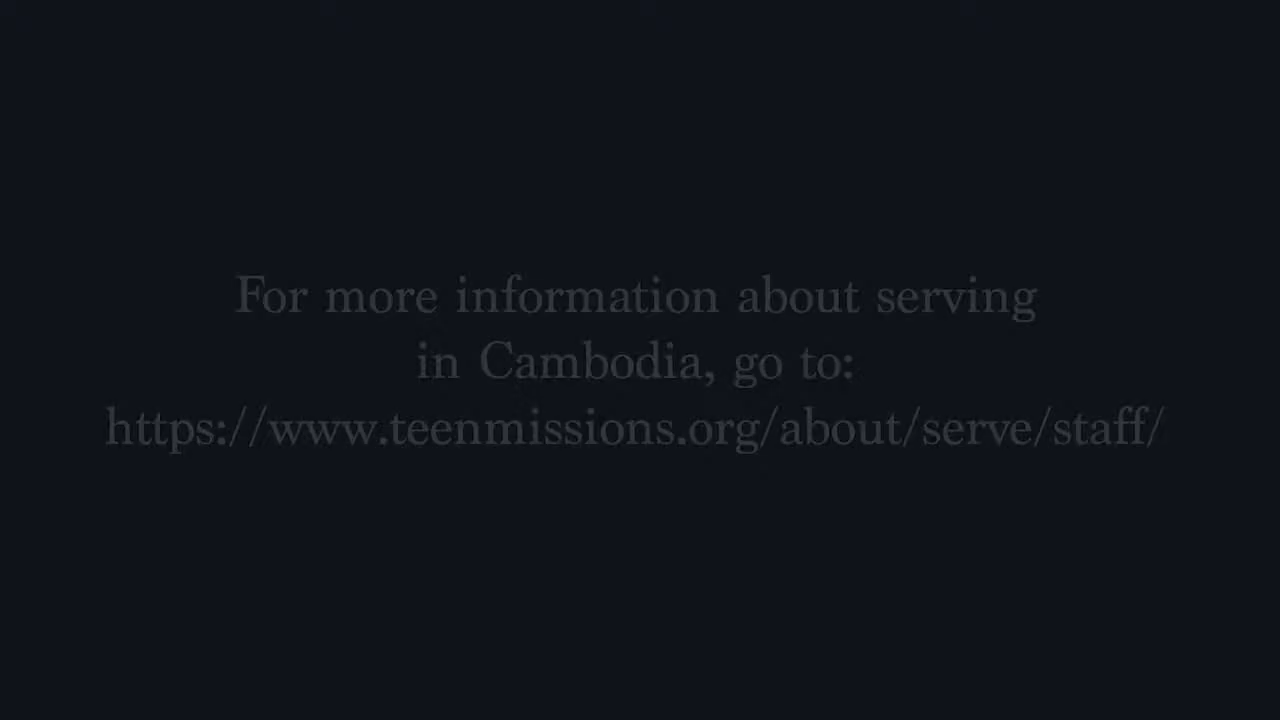 For more information about serving
in Cambodia, go to:
https://www.teenmissions.org/about/serve/staff/